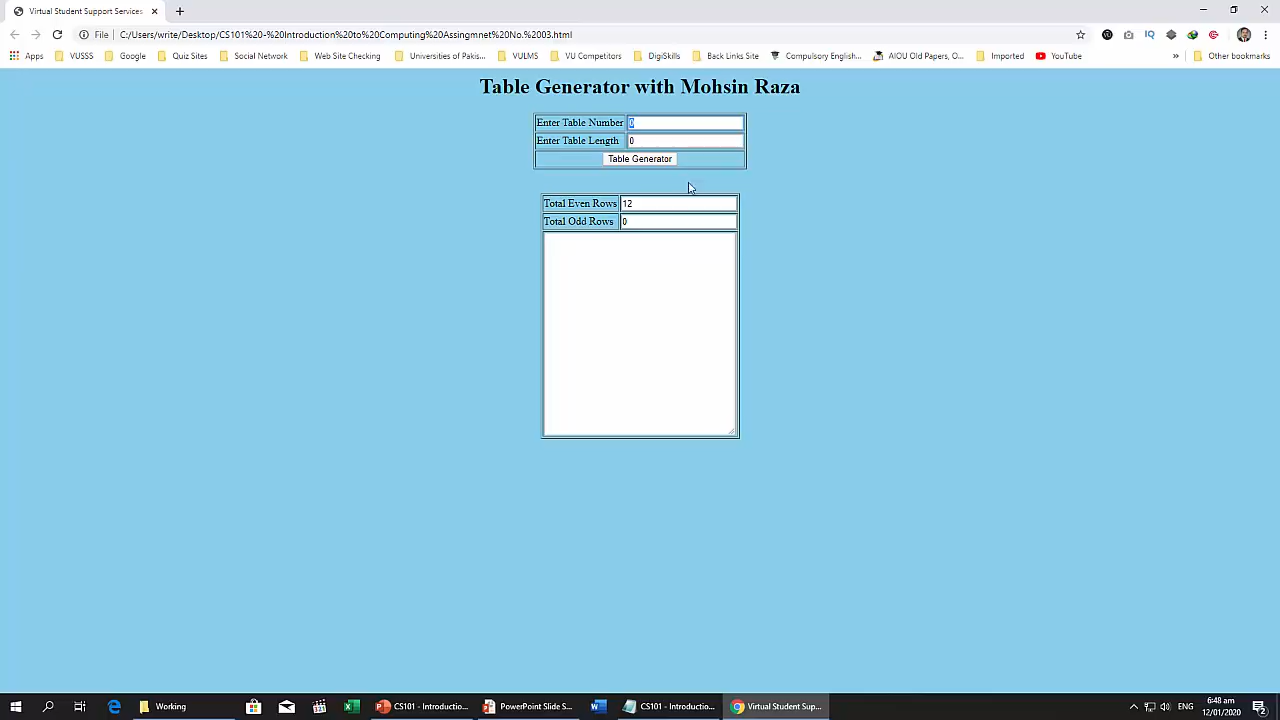 Virtual Student Support Services
File
C:/Users/write/Desktop/CS101%20-%20Introduction%20to%20Computing%20Assingmnet%20No.%2003.html
Apps VUSSS Google Quiz Sites Social Network Web Site Checking Universities of Pakis... VULMS VU Competitors DigiSkills Back Links Site Compulsory English... AIOU Old Papers, O... » Imported YouTube Other bookmarks
Table Generator with Mohsin Raza
Enter Table Number 0
Enter Table Length 0
Table Generator
Total Even Rows 12
Total Odd Rows 0
Working CS101 - Introductio... PowerPoint Slide S... CS101 - Introductio... Virtual Student Sup... ENG 6:48 am
12/01/2020